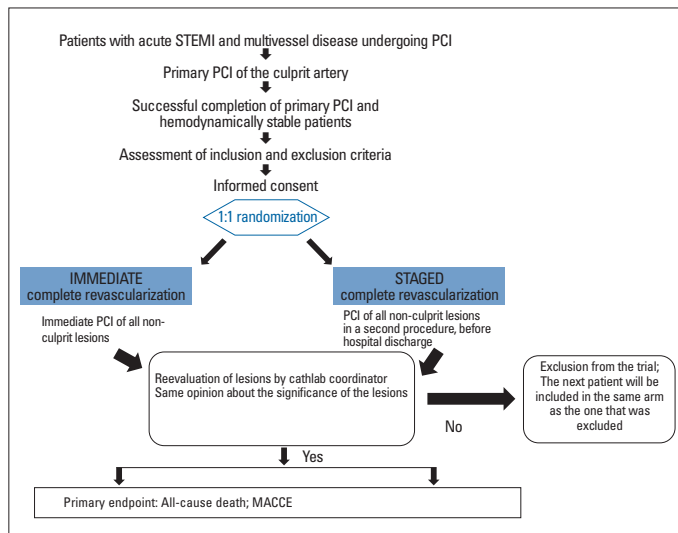 Patients with acute STEMI and multivessel disease undergoing PCI
Primary PCI of the culprit artery
Successful completion of primary PCI and
hemodynamically stable patients
Assessment of inclusion and exclusion criteria
Informed consent
1:1 randomization
IMMEDIATE
complete revascularization
STAGED
complete revascularization
Immediate PCI of all non-
culprit lesions
PCI of all non-culprit lesions
in a second procedure, before
hospital discharge
Reevaluation of lesions by cathlab coordinator
Same opinion about the significance of the lesions
No
Exclusion from the trial;
The next patient will be
included in the same arm
as the one that was
excluded
Yes
Primary endpoint: All-cause death; MACCE